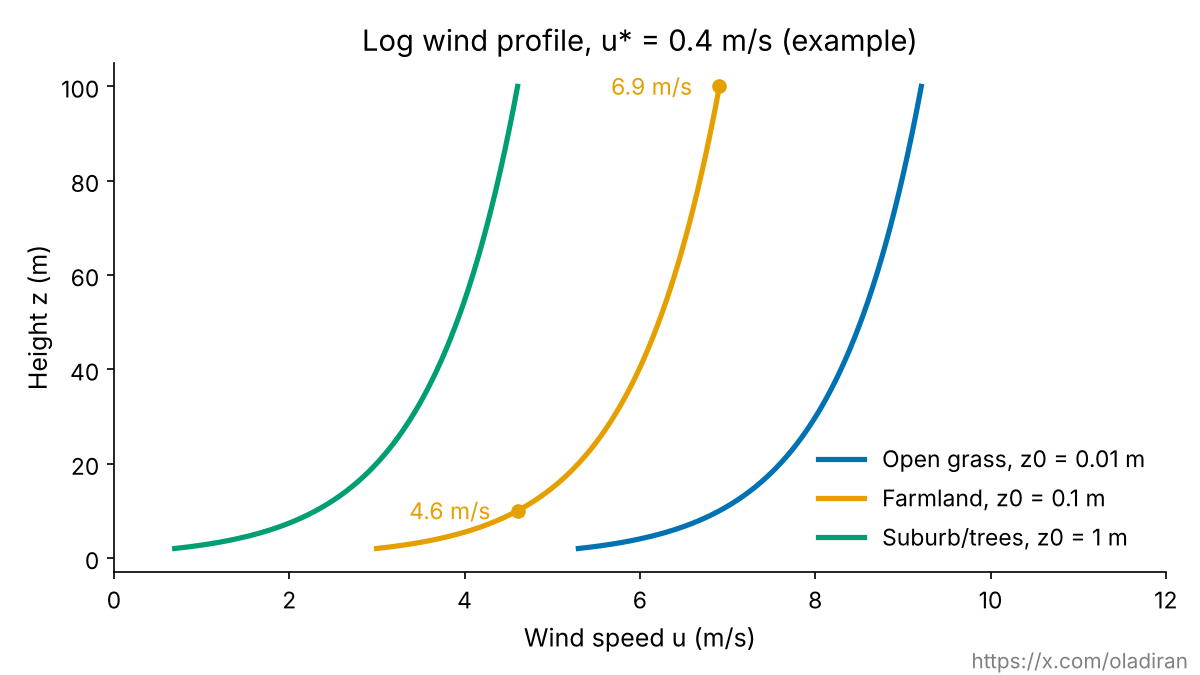 Log wind profile, u* = 0.4 m/s (example)
100
80
60
40
20
0
Height z (m)
6.9 m/s
4.6 m/s
Open grass, z0 = 0.01 m
Farmland, z0 = 0.1 m
Suburb/trees, z0 = 1 m
0 2 4 6 8 10 12
Wind speed u (m/s)
https://x.com/oladiran